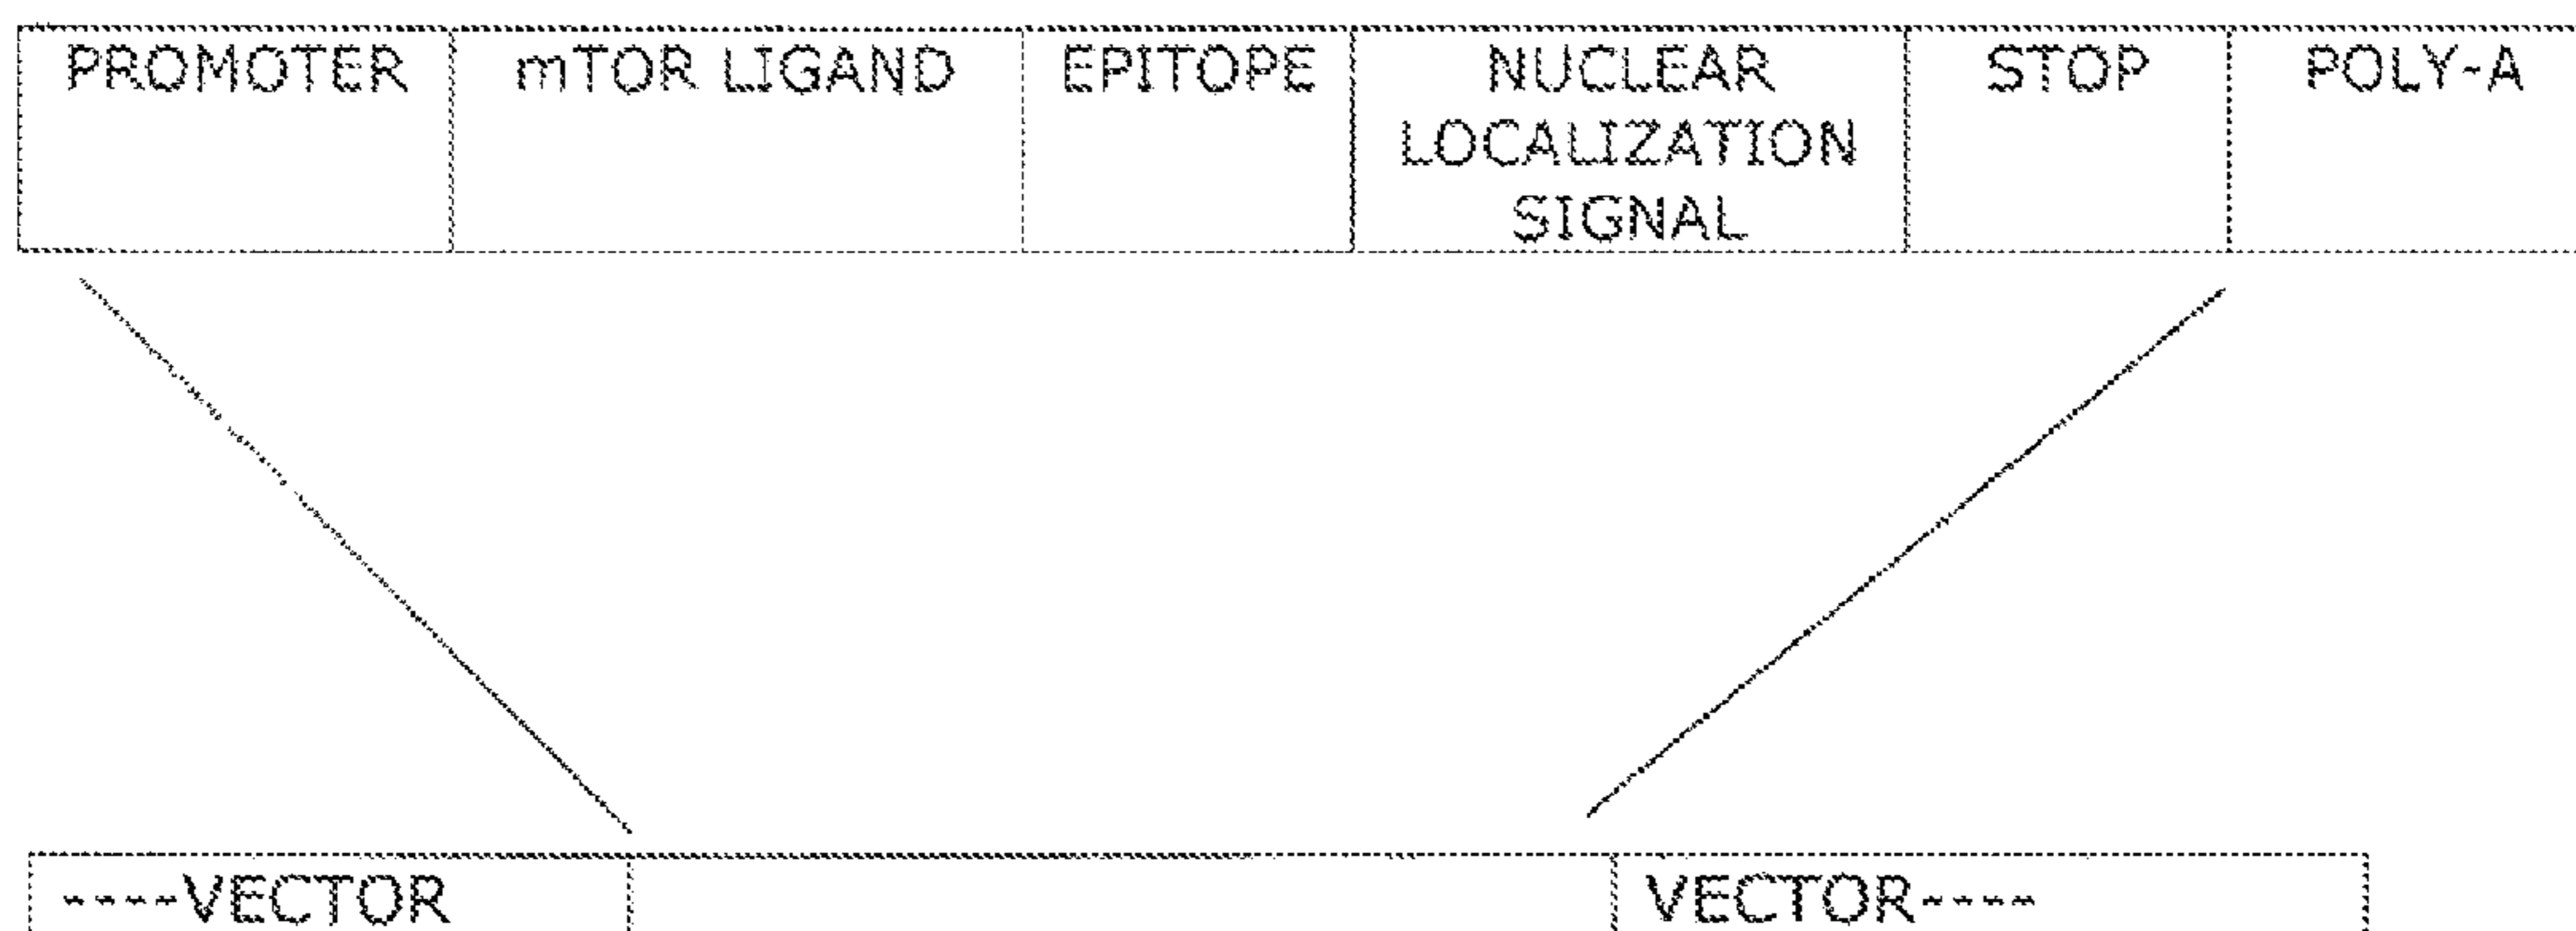 PROMOTER
mTOR LIGAND
EPITOPE
NUCLEAR
LOCALIZATION
SIGNAL
STOP
POLY-A
----VECTOR
VECTOR----